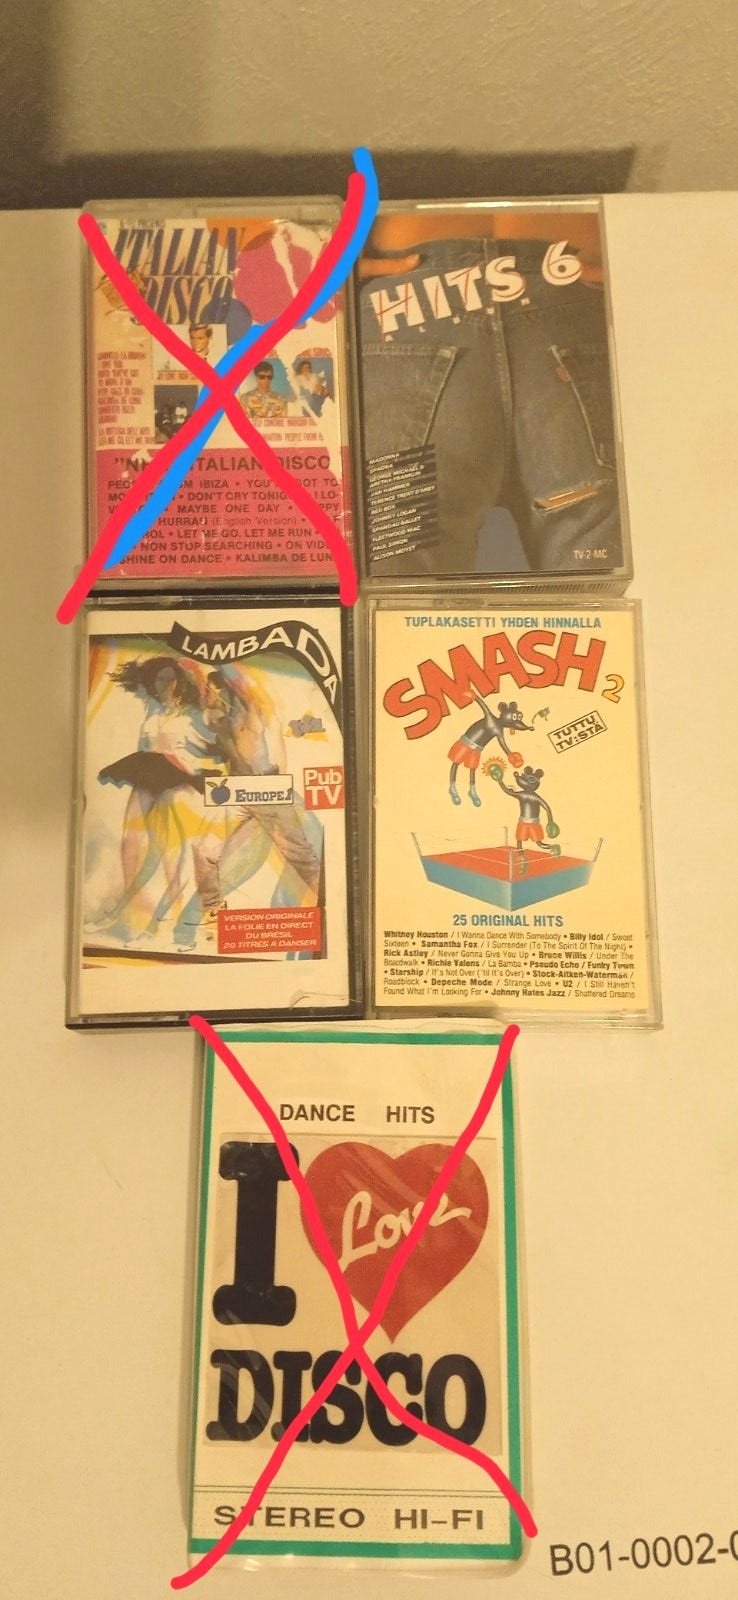 ITALIAN
DISCO
"NEW" ITALIAN DISCO
DON'T CRY TONIGHT
MAYBE ONE DAY
HURRAH (English Version)
LET ME GO, LET ME RUN
NON STOP SEARCHING • ON VIDEO
SHINE ON DANCE • KALIMBA DE LUNA
HITS 6
MADONNA
SPAGNA
GEORGE MICHAEL &
ARETHA FRANKLIN
JAN HAMMER
TERENCE TRENT D'ARBY
RED BOX
JOHNNY LOGAN
SPANDAU BALLET
FLEETWOOD MAC
PAUL SIMON
ALISON MOYET
TV-2-MC
LAMBADA
EUROPE 1
Pub
TV
VERSION ORIGINALE
LA FOLIE EN DIRECT
DU BRÉSIL
20 TITRES A DANSER
TUPLAKASETTI YHDEN HINNALLA
SMASH 2
TUTTU
TV:STÄ
25 ORIGINAL HITS
Whitney Houston / I Wanna Dance With Somebody • Billy Idol / Sweet
Sixteen • Samantha Fox / I Surrender (To The Spirit Of The Night) •
Rick Astley / Never Gonna Give You Up • Bruce Willis / Under The
Boardwalk • Richie Valens / La Bamba • Pseudo Echo / Funky Town
• Starship / It's Not Over ('til It's Over) • Stock-Aitken-Waterman /
Roadblock • Depeche Mode / Strange Love • U2 / I Still Haven't
Found What I'm Looking For • Johnny Hates Jazz / Shattered Dreams
DANCE HITS
I Love
DISCO
STEREO HI-FI
B01-0002-0